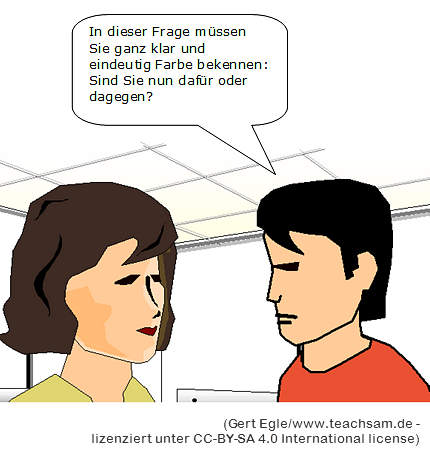 In dieser Frage müssen
Sie ganz klar und
eindeutig Farbe bekennen:
Sind Sie nun dafür oder
dagegen?
(Gert Egle/www.teachsam.de -
lizenziert unter CC-BY-SA 4.0 International license)